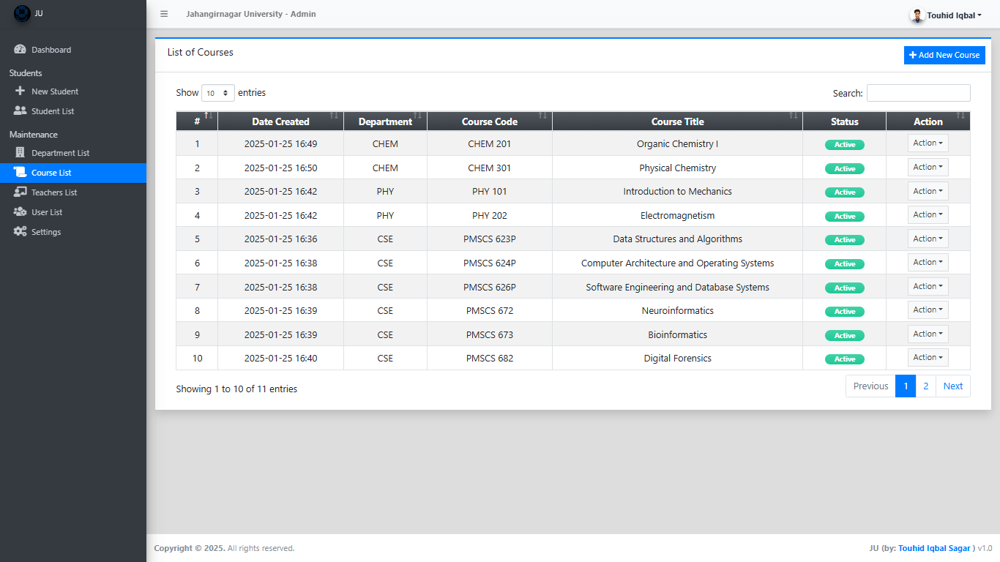 JU
Jahangirnagar University - Admin
Touhid Iqbal
Dashboard
Students
New Student
Student List
Maintenance
Department List
Course List
Teachers List
User List
Settings
List of Courses
Add New Course
Show 10 entries
Search:
# Date Created Department Course Code Course Title Status Action
1 2025-01-25 16:49 CHEM CHEM 201 Organic Chemistry I Active Action
2 2025-01-25 16:50 CHEM CHEM 301 Physical Chemistry Active Action
3 2025-01-25 16:42 PHY PHY 101 Introduction to Mechanics Active Action
4 2025-01-25 16:42 PHY PHY 202 Electromagnetism Active Action
5 2025-01-25 16:36 CSE PMSCS 623P Data Structures and Algorithms Active Action
6 2025-01-25 16:38 CSE PMSCS 624P Computer Architecture and Operating Systems Active Action
7 2025-01-25 16:38 CSE PMSCS 626P Software Engineering and Database Systems Active Action
8 2025-01-25 16:39 CSE PMSCS 672 Neuroinformatics Active Action
9 2025-01-25 16:39 CSE PMSCS 673 Bioinformatics Active Action
10 2025-01-25 16:40 CSE PMSCS 682 Digital Forensics Active Action
Showing 1 to 10 of 11 entries
Previous 1 2 Next
Copyright © 2025. All rights reserved.
JU (by: Touhid Iqbal Sagar ) v1.0